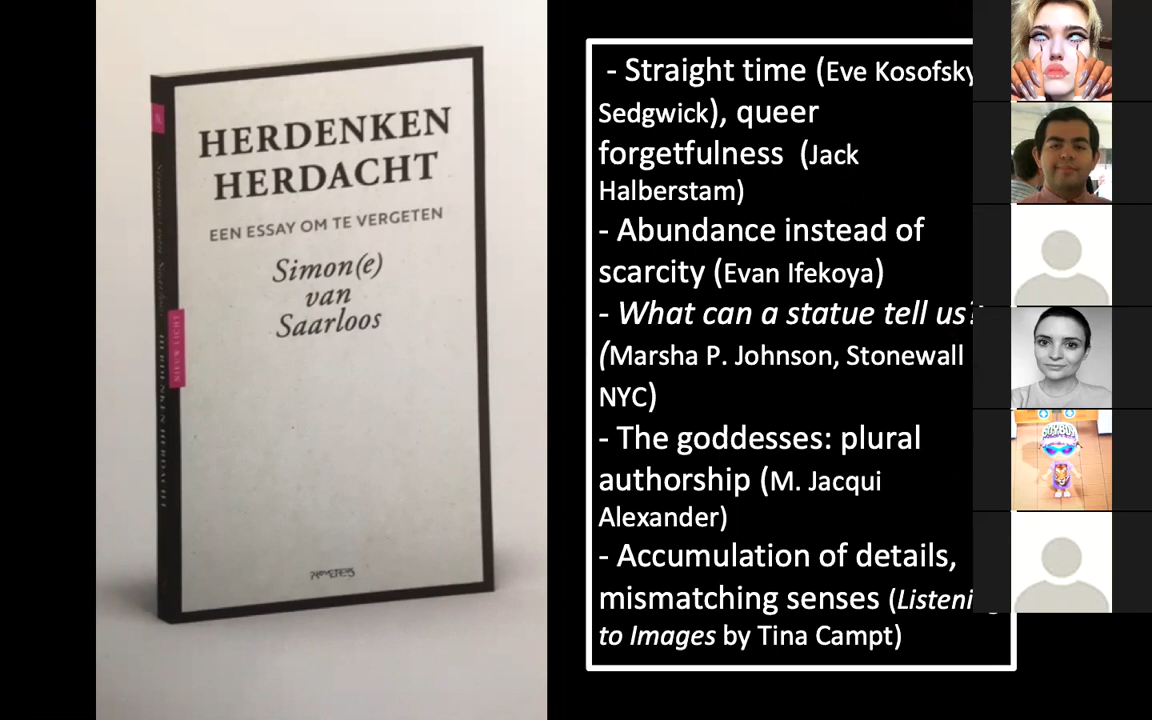 HERDENKEN
HERDACHT
EEN ESSAY OM TE VERGETEN
Simon(e)
van
Saarloos
NIEUW LICHT
- Straight time (Eve Kosofsky
Sedgwick), queer
forgetfulness (Jack
Halberstam)
- Abundance instead of
scarcity (Evan Ifekoya)
- What can a statue tell us?
(Marsha P. Johnson, Stonewall
NYC)
- The goddesses: plural
authorship (M. Jacqui
Alexander)
- Accumulation of details,
mismatching senses (Listening
to Images by Tina Campt)